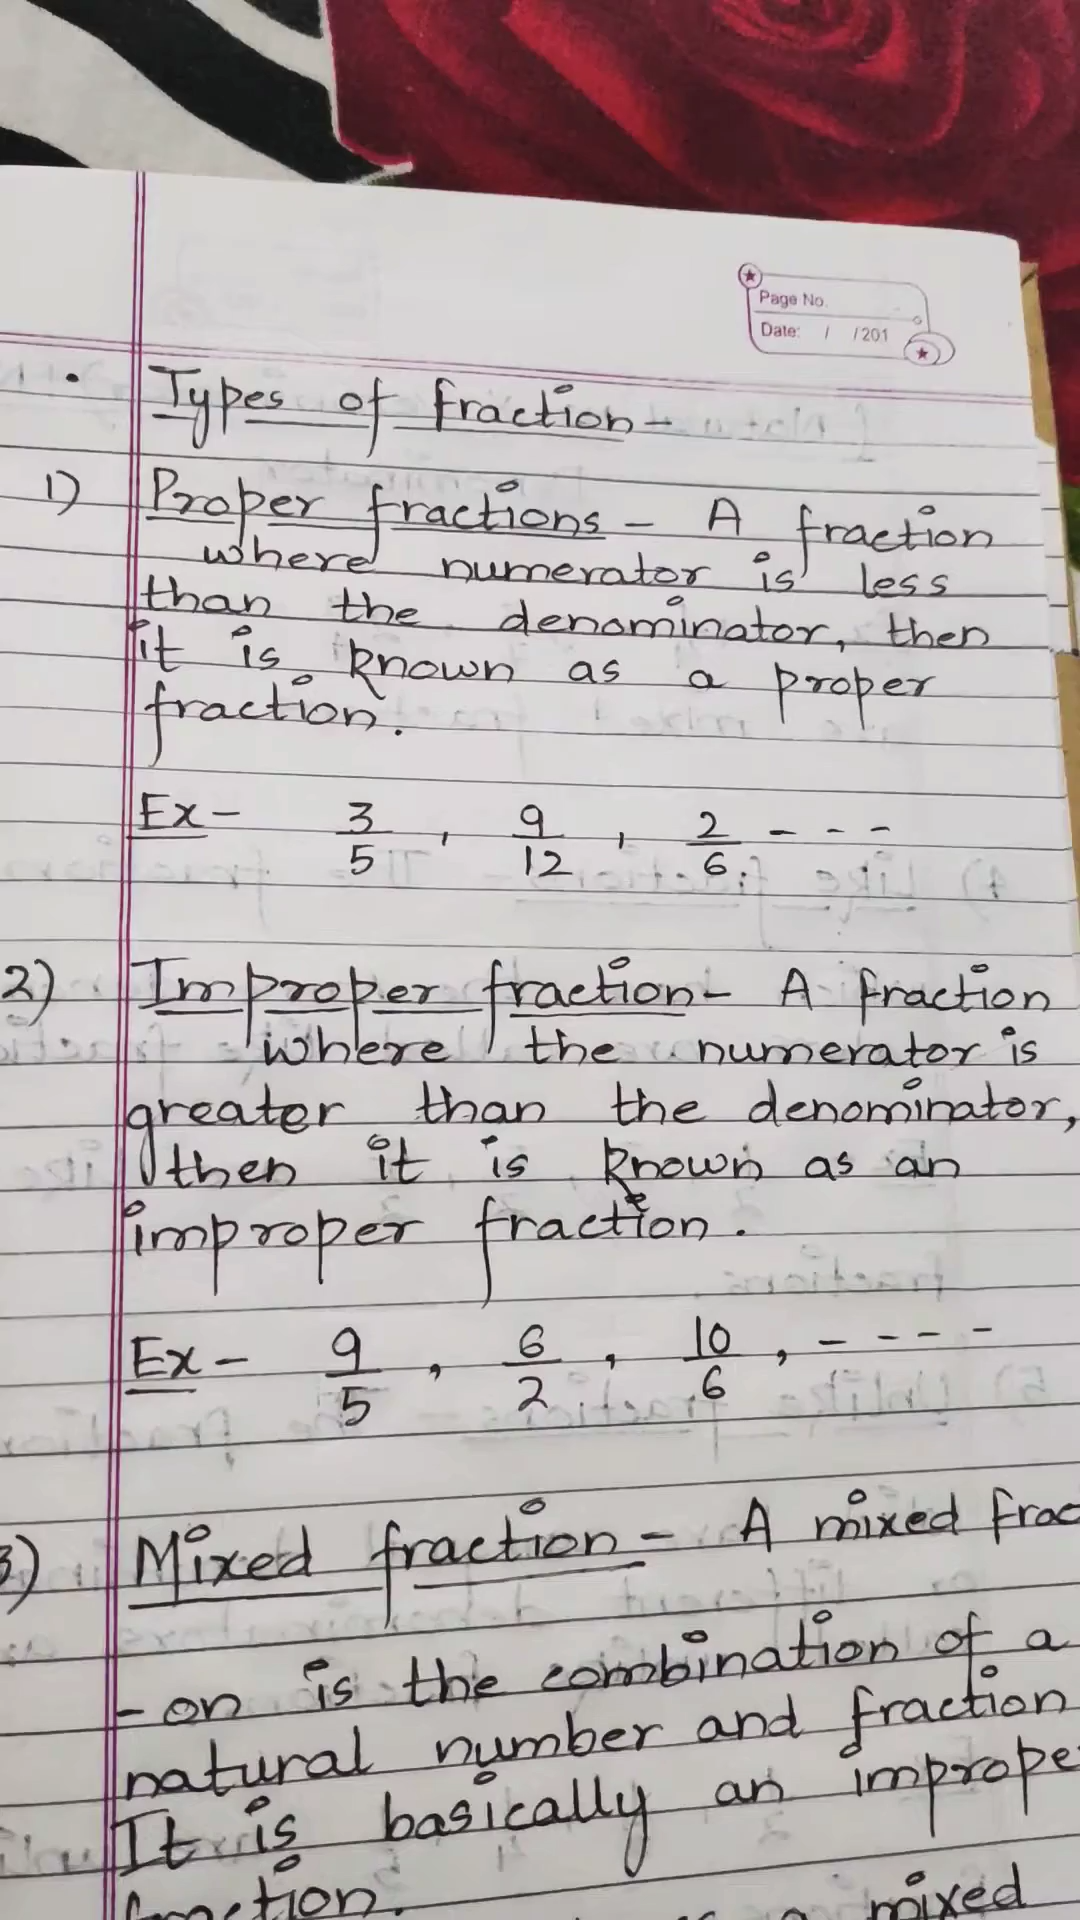 Page No.
Date: / /201
• Types of fraction-
1) Proper fractions - A fraction
where numerator is less
than the denominator, then
it is known as a proper
fraction.
Ex- 3/5, 9/12, 2/6. - - -
2) Improper fraction- A fraction
where the numerator is
greater than the denominator,
then it is known as an
improper fraction.
Ex- 9/5, 6/2, 10/6, - - - -
3) Mixed fraction- A mixed frac
-on is the combination of a
natural number and fraction
It is basically an imprope
mixed